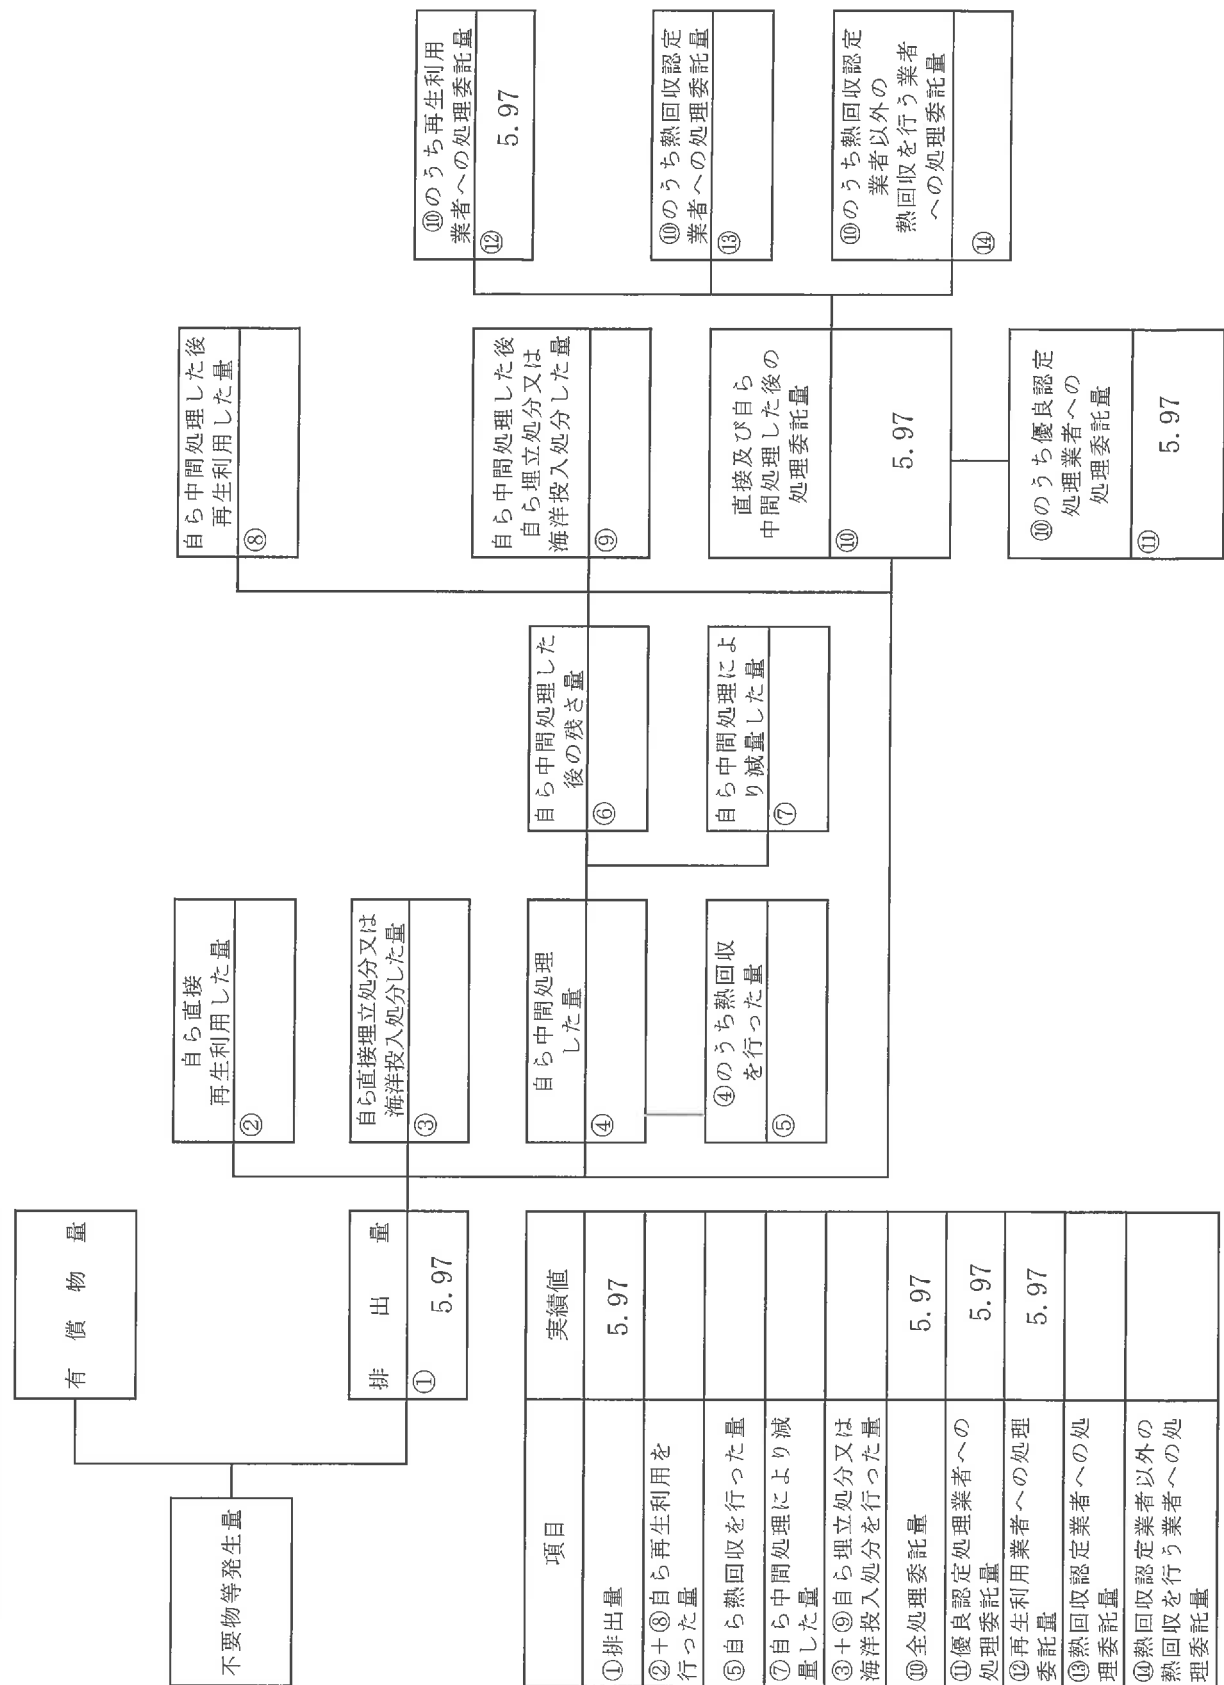 不要物等発生量
有償物量
排出量
①
5.97
自ら直接
再生利用した量
②
自ら直接埋立処分又は
海洋投入処分した量
③
自ら中間処理
した量
④
④のうち熱回収
を行った量
⑤
自ら中間処理した
後の残さ量
⑥
自ら中間処理によ
り減量した量
⑦
自ら中間処理した後
再生利用した量
⑧
自ら中間処理した後
自ら埋立処分又は
海洋投入処分した量
⑨
直接及び自ら
中間処理した後の
処理委託量
⑩
5.97
⑩のうち優良認定
処理業者への
処理委託量
⑪
5.97
⑩のうち再生利用
業者への処理委託量
⑫
5.97
⑩のうち熱回収認定
業者への処理委託量
⑬
⑩のうち熱回収認定
業者以外の
熱回収を行う業者
への処理委託量
⑭
項目 実績値
①排出量 5.97
②+⑧自ら再生利用を
行った量
⑤自ら熱回収を行った量
⑦自ら中間処理により減
量した量
③+⑨自ら埋立処分又は
海洋投入処分を行った量
⑩全処理委託量 5.97
⑪優良認定処理業者への
処理委託量 5.97
⑫再生利用業者への処理
委託量 5.97
⑬熱回収認定業者への処
理委託量
⑭熱回収認定業者以外の
熱回収を行う業者への処
理委託量